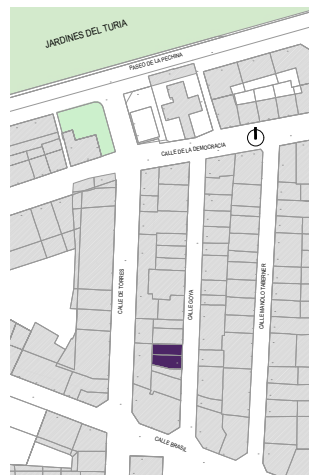 JARDINES DEL TURIA
PASEO DE LA PECHINA
CALLE DE LA DEMOCRACIA
CALLE DE TORRES
CALLE GOYA
CALLE MANOLO TABERNER
CALLE BRASIL